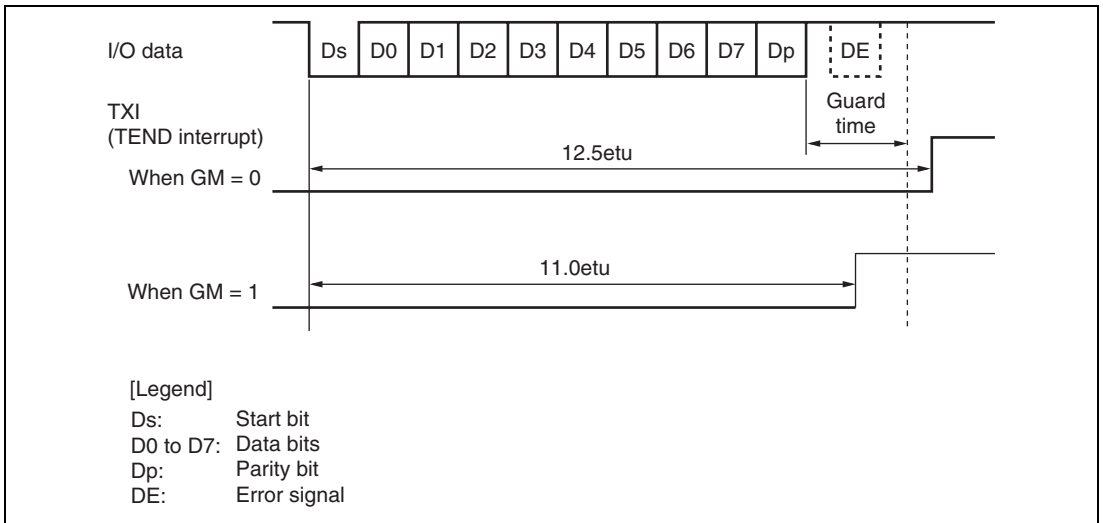 I/O data
Ds D0 D1 D2 D3 D4 D5 D6 D7 Dp DE
Guard
time
TXI
(TEND interrupt)
12.5etu
When GM = 0
11.0etu
When GM = 1
[Legend]
Ds: Start bit
D0 to D7: Data bits
Dp: Parity bit
DE: Error signal